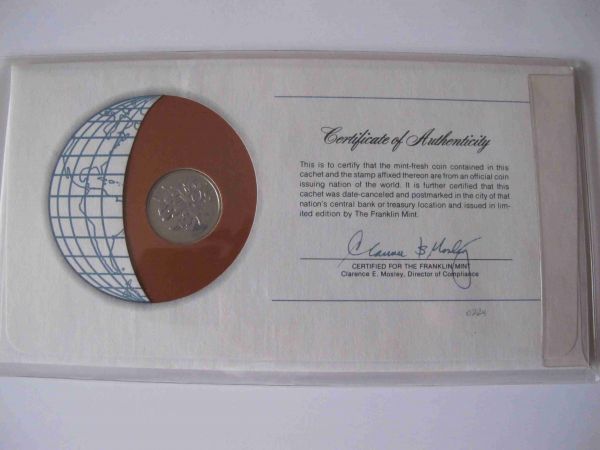 Certificate of Authenticity
This is to certify that the mint-fresh coin contained in this
cachet and the stamp affixed thereon are from an official coin
issuing nation of the world. It is further certified that this
cachet was date-canceled and postmarked in the city of that
nation's central bank or treasury location and issued in lim-
ited edition by The Franklin Mint.
Clarence E Mosley
CERTIFIED FOR THE FRANKLIN MINT
Clarence E. Mosley, Director of Compliance